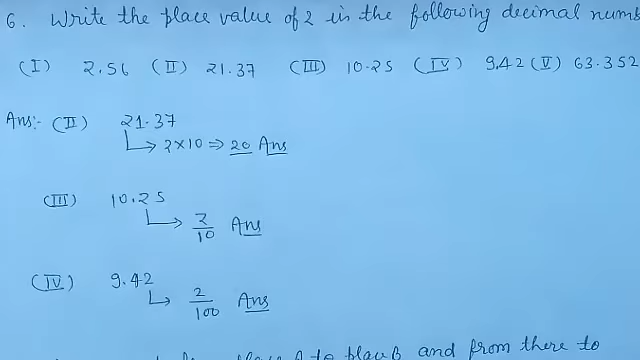 6. Write the place value of 2 in the following decimal numb
(I) 2.56 (II) 21.37 (III) 10.25 (IV) 9.42 (V) 63.352
Ans:- (II) 21.37
↳ 2×10 ⇒ 20 Ans
(III) 10.25
↳ 2/10 Ans
(IV) 9.42
↳ 2/100 Ans
to place B and from there to